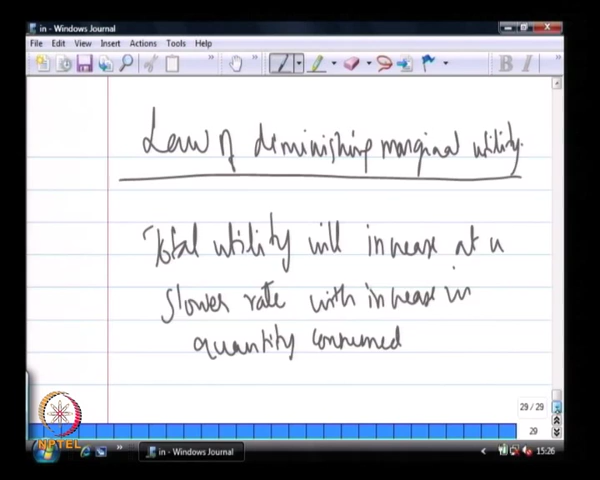 in - Windows Journal
File Edit View Insert Actions Tools Help
B I
Law of diminishing marginal utility.
Total utility will increase at a
slower rate with increase in
quantity consumed
29 / 29
29
NPTEL
in - Windows Journal
15:26